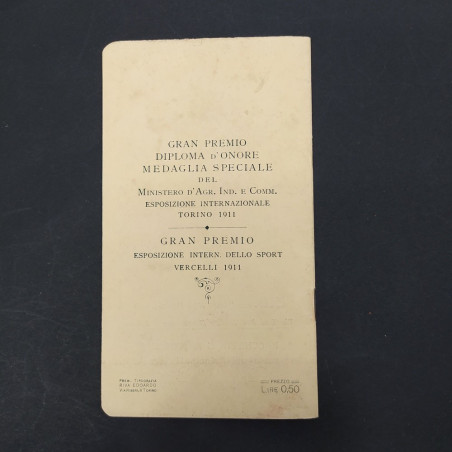 GRAN PREMIO
DIPLOMA D'ONORE
MEDAGLIA SPECIALE
DEL
MINISTERO D'AGR. IND. E COMM.
ESPOSIZIONE INTERNAZIONALE
TORINO 1911
GRAN PREMIO
ESPOSIZIONE INTERN. DELLO SPORT
VERCELLI 1911
PREZZO
LIRE 0,50